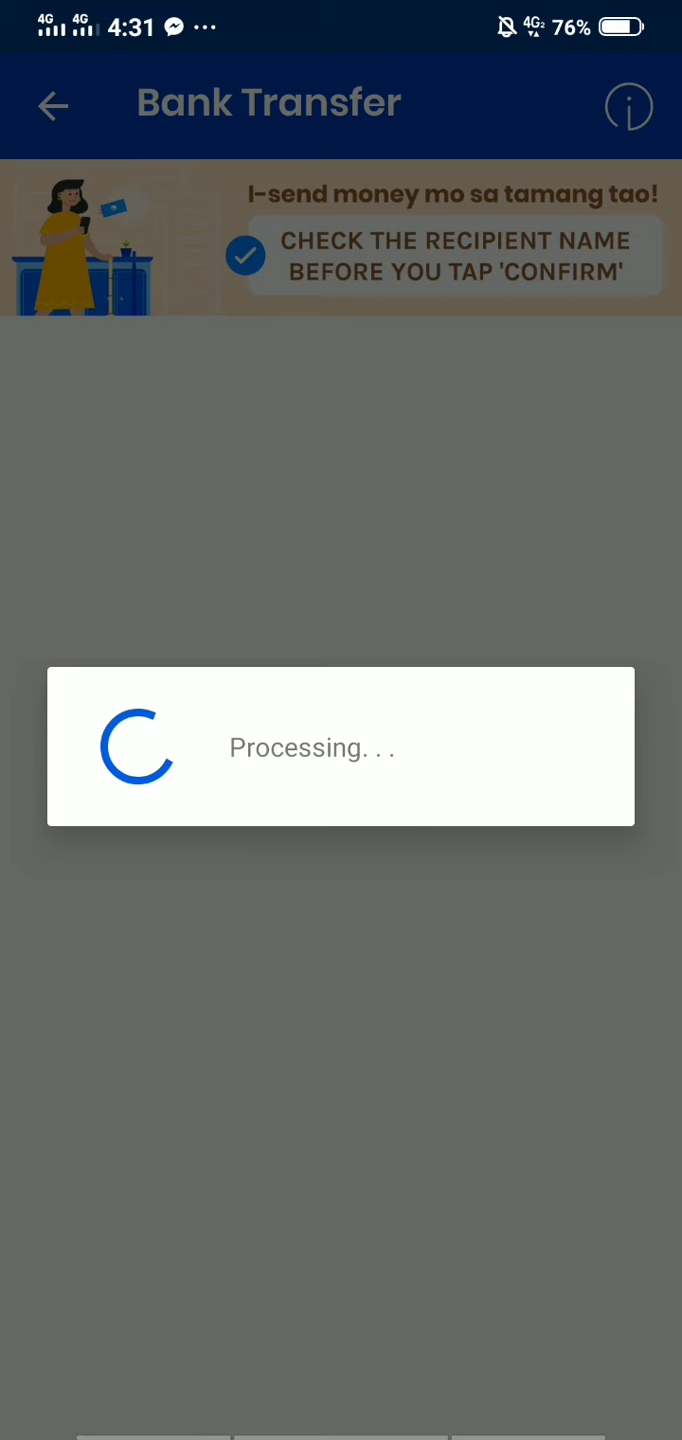 4G 4G 4:31 ... 4G2 76%
Bank Transfer
I-send money mo sa tamang tao!
CHECK THE RECIPIENT NAME
BEFORE YOU TAP 'CONFIRM'
Processing. . .